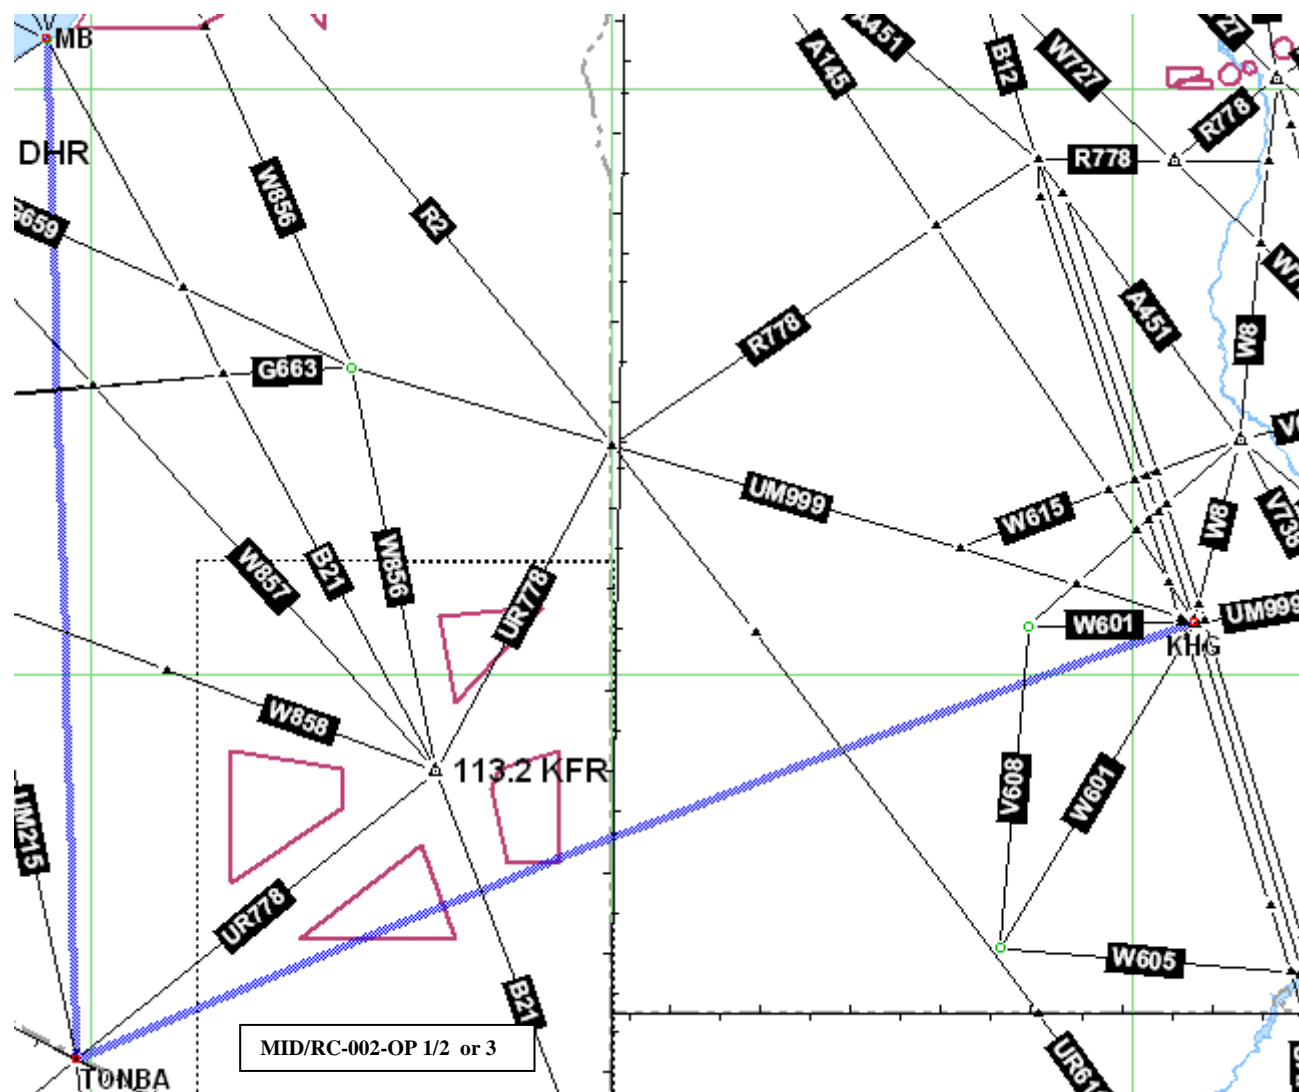 MB
A451
B12
W727
A145
R778
R778
DHR
W856
R2
G659
A451
W8
R778
G663
UM999
W615
W8
V738
W857
B21
W856
UR778
UM999
W601
KHG
W858
113.2 KFR
V608
W601
UM215
UR778
W605
B21
MID/RC-002-OP 1/2 or 3
TONBA